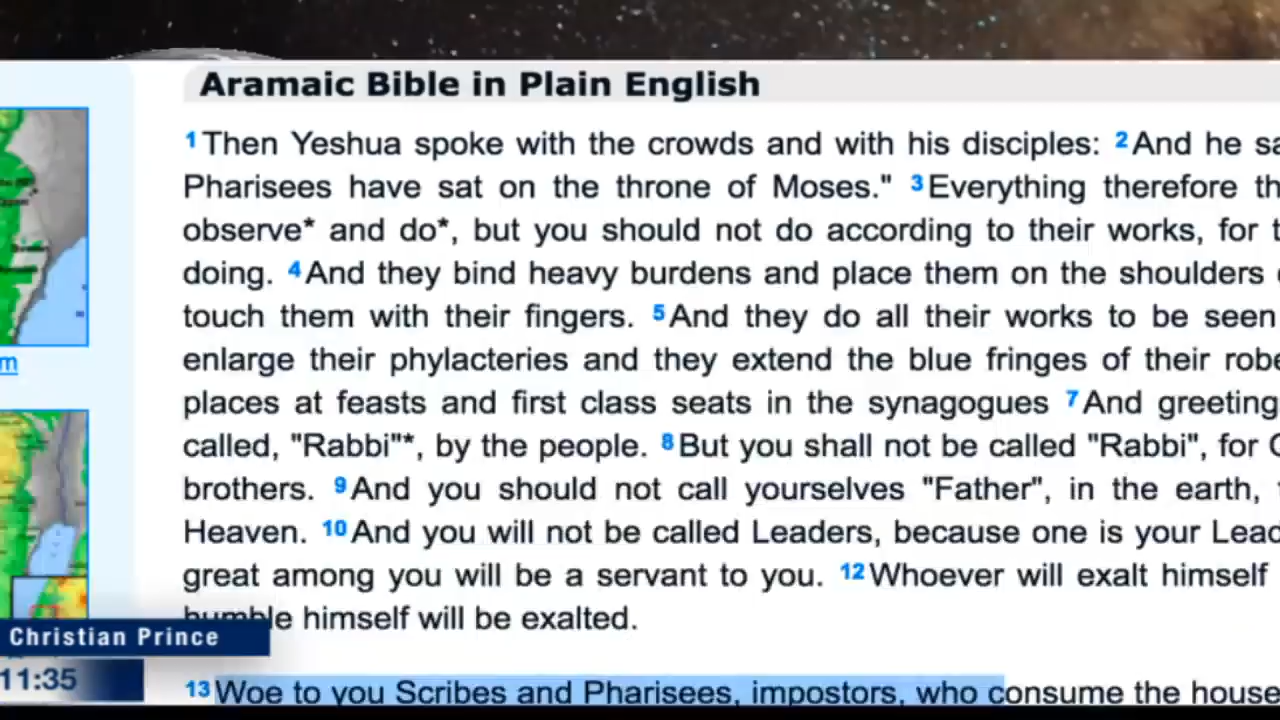 Aramaic Bible in Plain English
1 Then Yeshua spoke with the crowds and with his disciples: 2 And he
Pharisees have sat on the throne of Moses." 3 Everything therefore
observe* and do*, but you should not do according to their works, for
doing. 4 And they bind heavy burdens and place them on the shoulders
touch them with their fingers. 5 And they do all their works to be seen
enlarge their phylacteries and they extend the blue fringes of their
places at feasts and first class seats in the synagogues 7 And greeting
called, "Rabbi"*, by the people. 8 But you shall not be called "Rabbi", for
brothers. 9 And you should not call yourselves "Father", in the earth,
Heaven. 10 And you will not be called Leaders, because one is your
great among you will be a servant to you. 12 Whoever will exalt himself
humble himself will be exalted.
Christian Prince
11:35
13 Woe to you Scribes and Pharisees, impostors, who consume the house